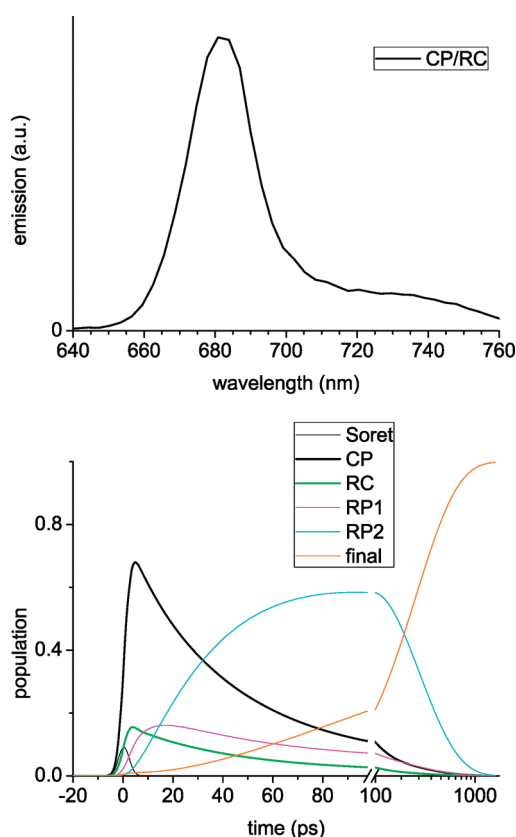 CP/RC
emission (a.u.)
0
640 660 680 700 720 740 760
wavelength (nm)
Soret
CP
RC
RP1
RP2
final
population
0.8
0.4
0.0
-20 0 20 40 60 80 100 1000
time (ps)